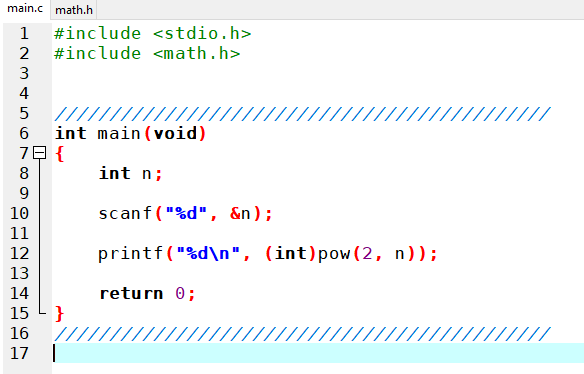 main.c math.h
1 #include <stdio.h>
2 #include <math.h>
3
4
5 /////////////////////////////////////////////
6 int main(void)
7 {
8 int n;
9
10 scanf("%d", &n);
11
12 printf("%d\n", (int)pow(2, n));
13
14 return 0;
15 }
16 /////////////////////////////////////////////
17